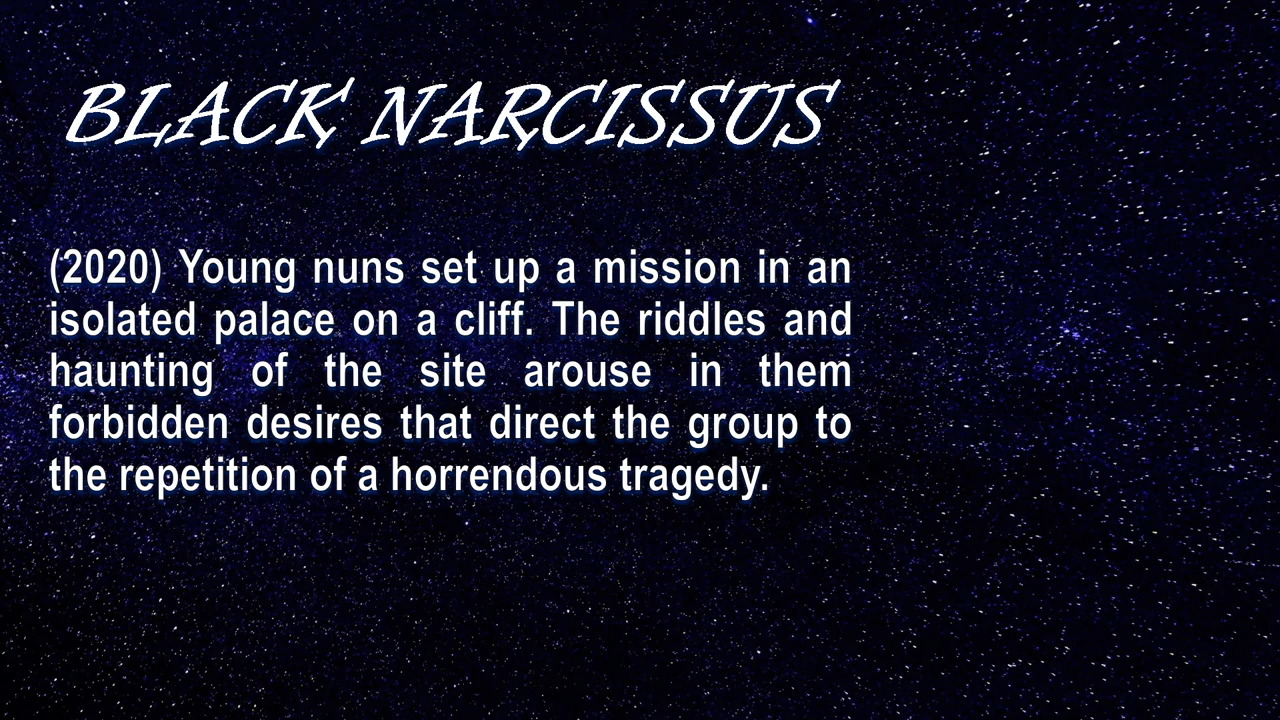 BLACK NARCISSUS
(2020) Young nuns set up a mission in an
isolated palace on a cliff. The riddles and
haunting of the site arouse in them
forbidden desires that direct the group to
the repetition of a horrendous tragedy.